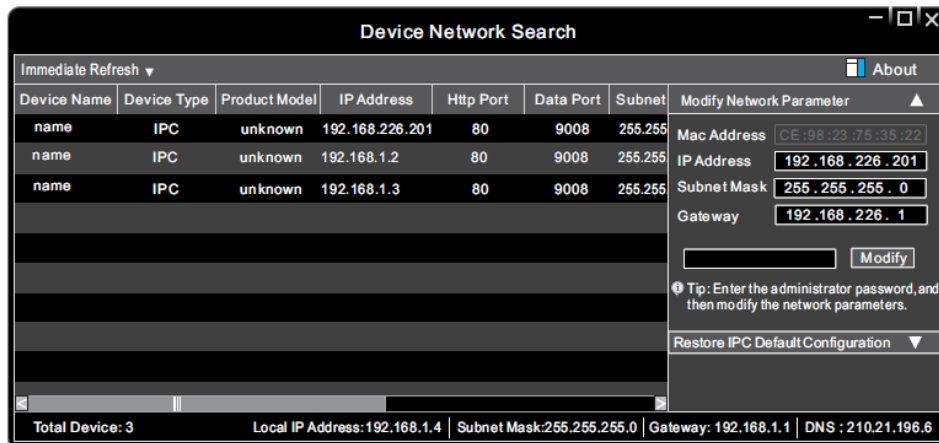 Device Network Search
Immediate Refresh
About
Device Name Device Type Product Model IP Address Http Port Data Port Subnet
name IPC unknown 192.168.226.201 80 9008 255.255
name IPC unknown 192.168.1.2 80 9008 255.255
name IPC unknown 192.168.1.3 80 9008 255.255.
Modify Network Parameter
Mac Address CE:98:23:75:35:22
IP Address 192.168.226.201
Subnet Mask 255.255.255.0
Gateway 192.168.226.1
Modify
Tip: Enter the administrator password, and
then modify the network parameters.
Restore IPC Default Configuration
Total Device: 3 Local IP Address:192.168.1.4 Subnet Mask:255.255.255.0 Gateway: 192.168.1.1 DNS : 210.21.196.6